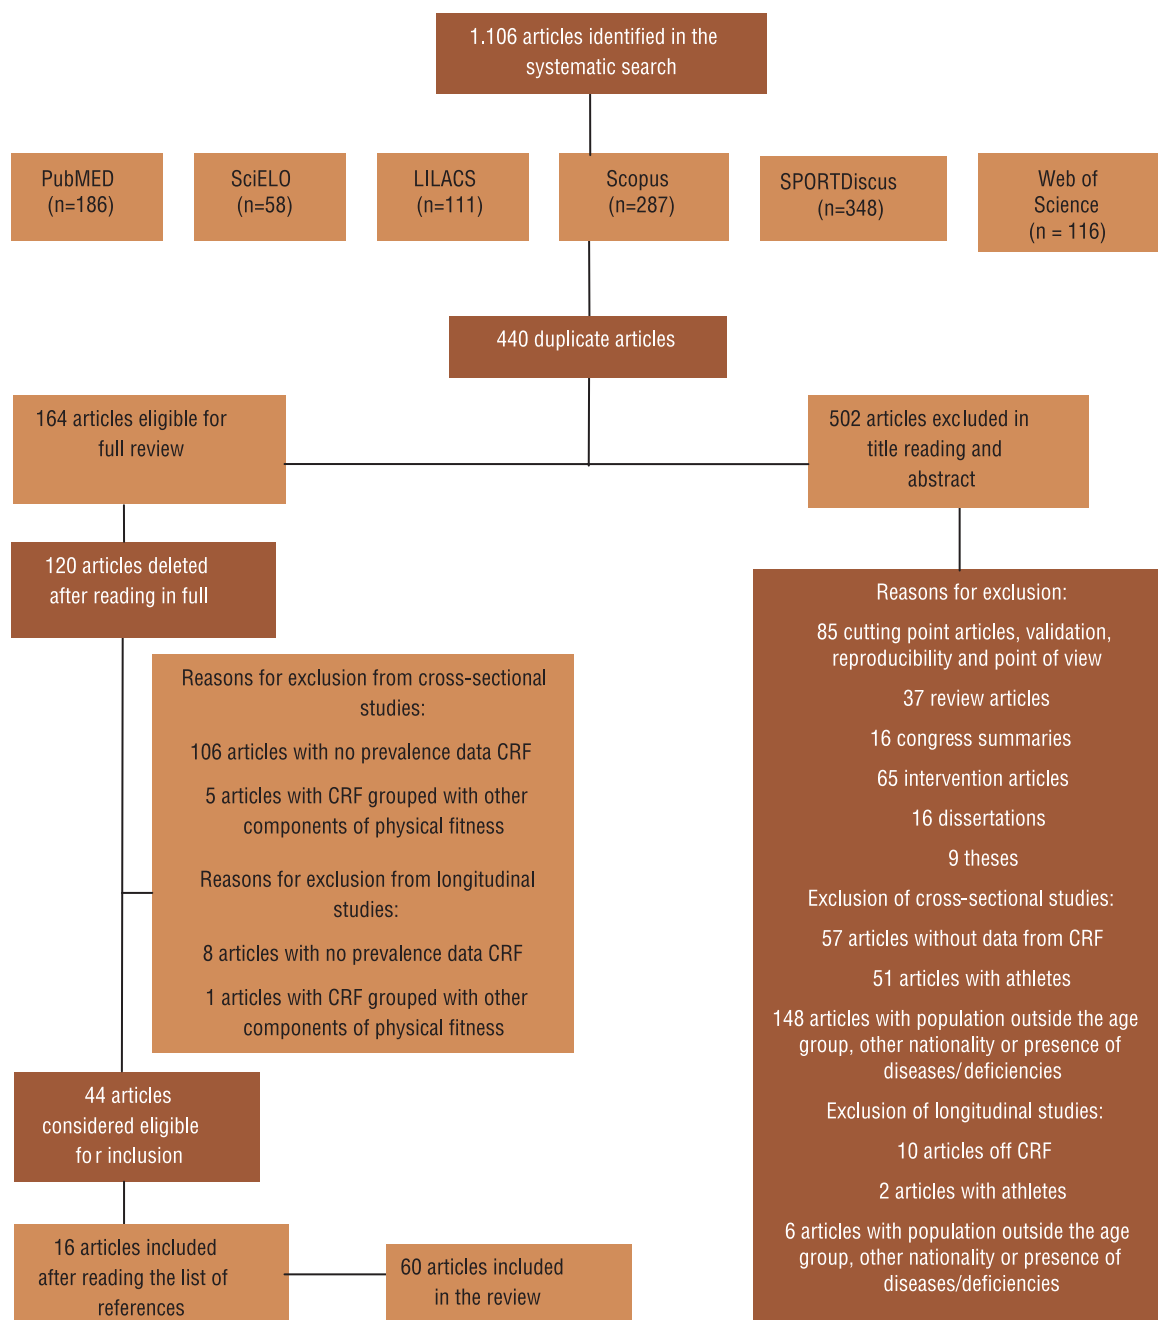 1.106 articles identified in the
systematic search
PubMED
(n=186)
SciELO
(n=58)
LILACS
(n=111)
Scopus
(n=287)
SPORTDiscus
(n=348)
Web of
Science
(n = 116)
440 duplicate articles
164 articles eligible for
full review
502 articles excluded in
title reading and
abstract
120 articles deleted
after reading in full
Reasons for exclusion from cross-sectional
studies:
106 articles with no prevalence data CRF
5 articles with CRF grouped with other
components of physical fitness
Reasons for exclusion from longitudinal
studies:
8 articles with no prevalence data CRF
1 articles with CRF grouped with other
components of physical fitness
44 articles
considered eligible
for inclusion
16 articles included
after reading the list of
references
60 articles included
in the review
Reasons for exclusion:
85 cutting point articles, validation,
reproducibility and point of view
37 review articles
16 congress summaries
65 intervention articles
16 dissertations
9 theses
Exclusion of cross-sectional studies:
57 articles without data from CRF
51 articles with athletes
148 articles with population outside the age
group, other nationality or presence of
diseases/deficiencies
Exclusion of longitudinal studies:
10 articles off CRF
2 articles with athletes
6 articles with population outside the age
group, other nationality or presence of
diseases/deficiencies